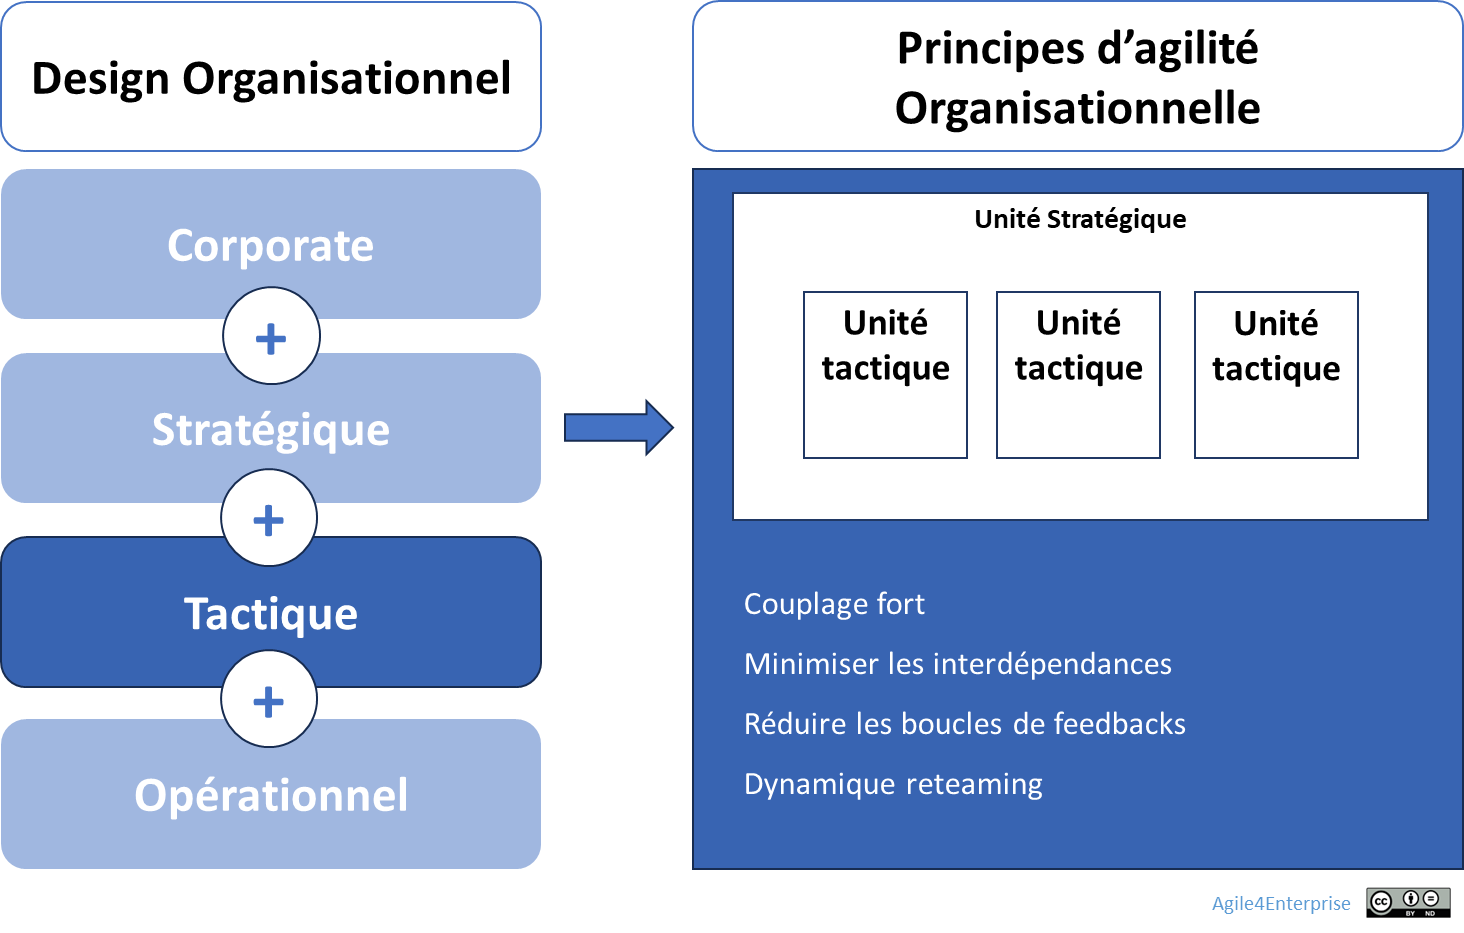 Design Organisationnel
Corporate
+
Stratégique
+
Tactique
+
Opérationnel
Principes d’agilité
Organisationnelle
Unité Stratégique
Unité
tactique
Unité
tactique
Unité
tactique
Couplage fort
Minimiser les interdépendances
Réduire les boucles de feedbacks
Dynamique reteaming
Agile4Enterprise
cc
BY ND